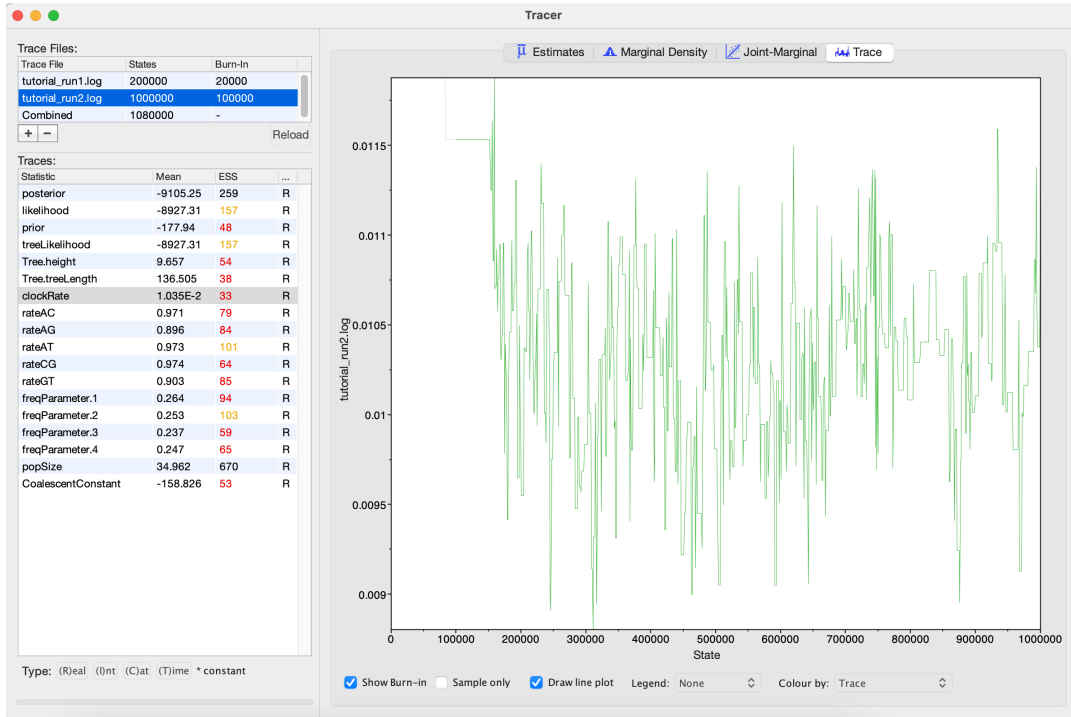 Tracer
Trace Files:
Trace File States Burn-In
tutorial_run1.log 200000 20000
tutorial_run2.log 1000000 100000
Combined 1080000 -
+ − Reload
Traces:
Statistic Mean ESS ...
posterior -9105.25 259 R
likelihood -8927.31 157 R
prior -177.94 48 R
treeLikelihood -8927.31 157 R
Tree.height 9.657 54 R
Tree.treeLength 136.505 38 R
clockRate 1.035E-2 33 R
rateAC 0.971 79 R
rateAG 0.896 84 R
rateAT 0.973 101 R
rateCG 0.974 64 R
rateGT 0.903 85 R
freqParameter.1 0.264 94 R
freqParameter.2 0.253 103 R
freqParameter.3 0.237 59 R
freqParameter.4 0.247 65 R
popSize 34.962 670 R
CoalescentConstant -158.826 53 R
Type: (R)eal (I)nt (C)at (T)ime * constant
Estimates Marginal Density Joint-Marginal Trace
0.0115
0.011
0.0105
0.01
0.0095
0.009
tutorial_run2.log
0 100000 200000 300000 400000 500000 600000 700000 800000 900000 1000000
State
Show Burn-in Sample only Draw line plot Legend: None Colour by: Trace